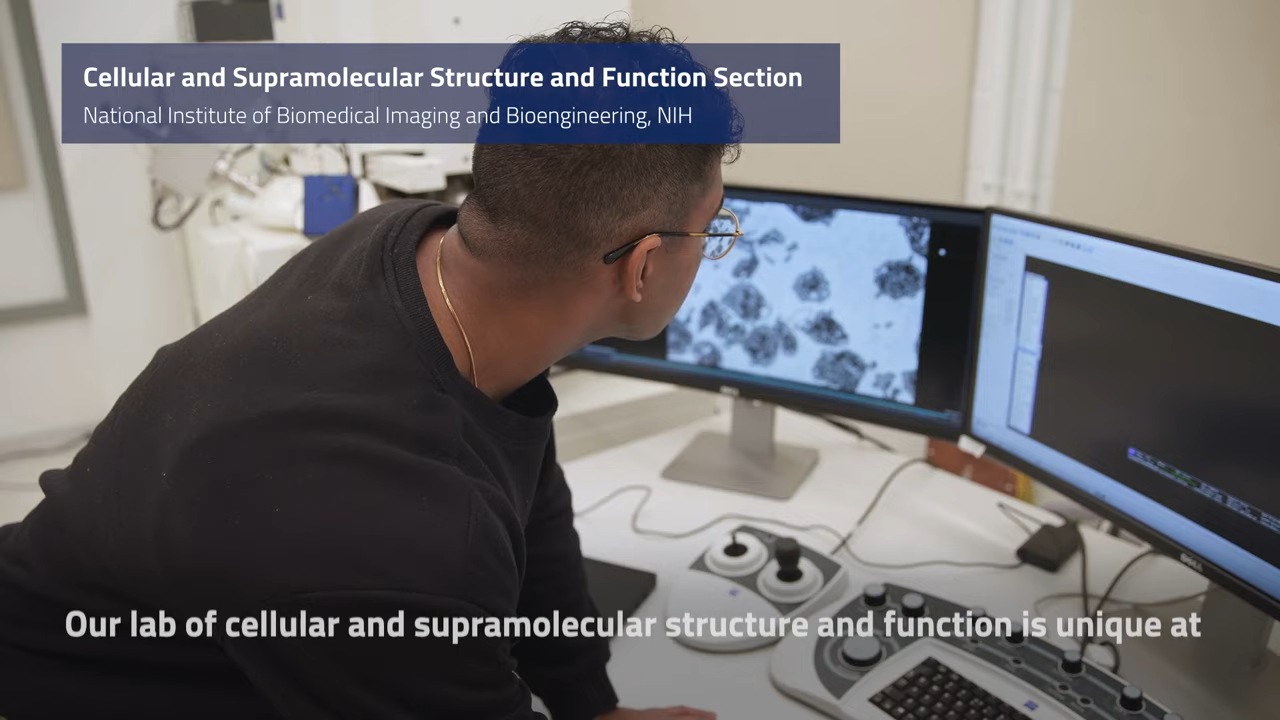 Cellular and Supramolecular Structure and Function Section
National Institute of Biomedical Imaging and Bioengineering, NIH
Our lab of cellular and supramolecular structure and function is unique at
DELL